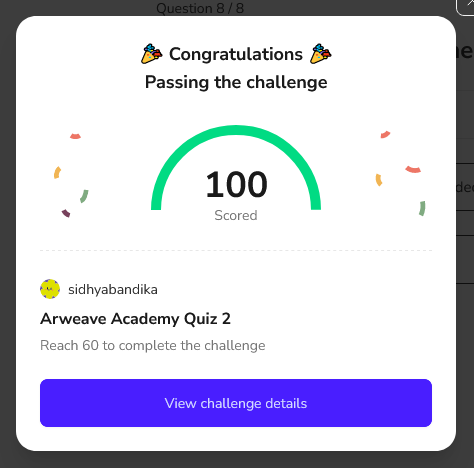 Question 8 / 8
Congratulations
Passing the challenge
100
Scored
sidhyabandika
Arweave Academy Quiz 2
Reach 60 to complete the challenge
View challenge details